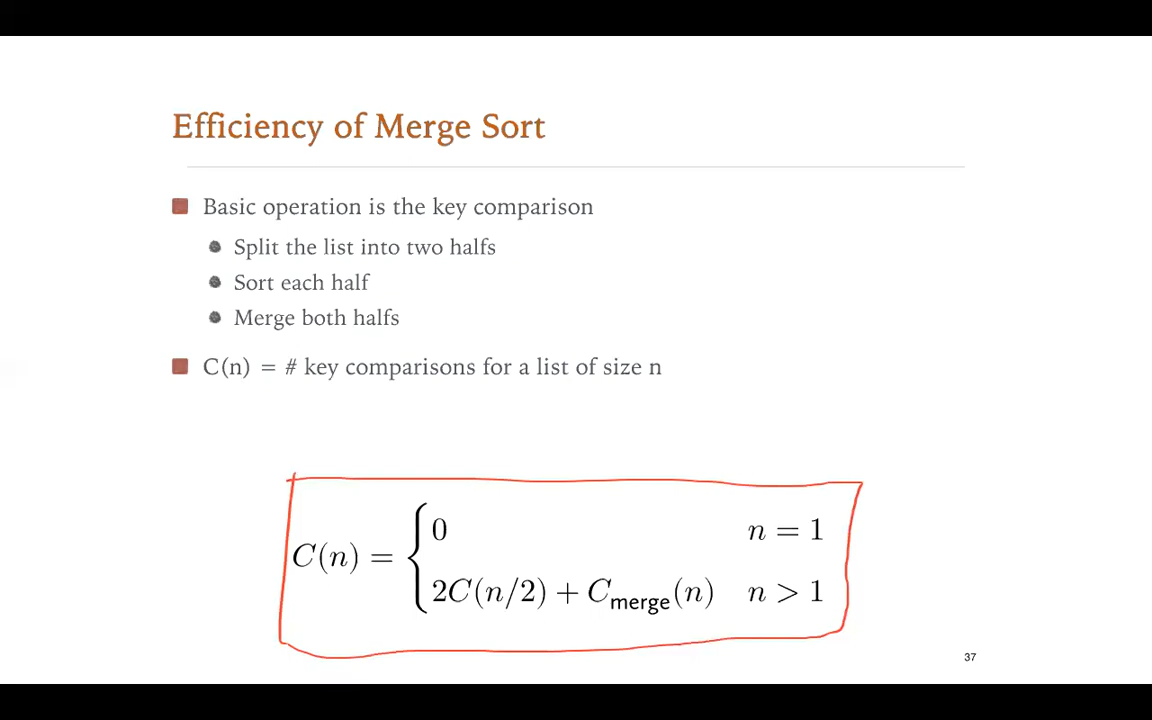 Efficiency of Merge Sort
Basic operation is the key comparison
Split the list into two halfs
Sort each half
Merge both halfs
C(n) = # key comparisons for a list of size n
0 n = 1
C(n) = {
2C(n/2) + C_merge(n) n > 1
37